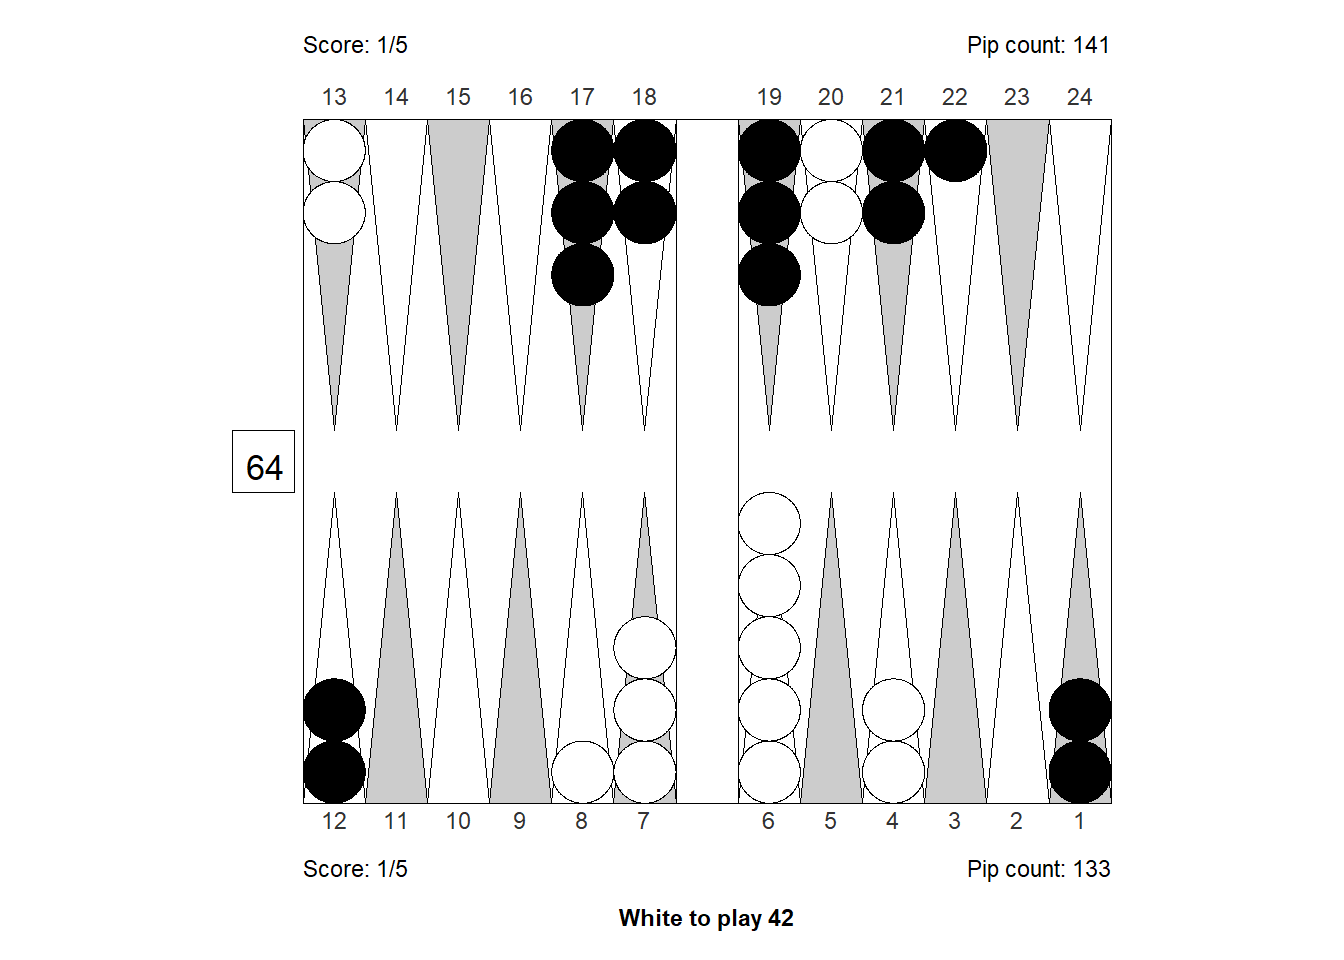 Score: 1/5 Pip count: 141
13 14 15 16 17 18 19 20 21 22 23 24
64
12 11 10 9 8 7 6 5 4 3 2 1
Score: 1/5 Pip count: 133
White to play 42